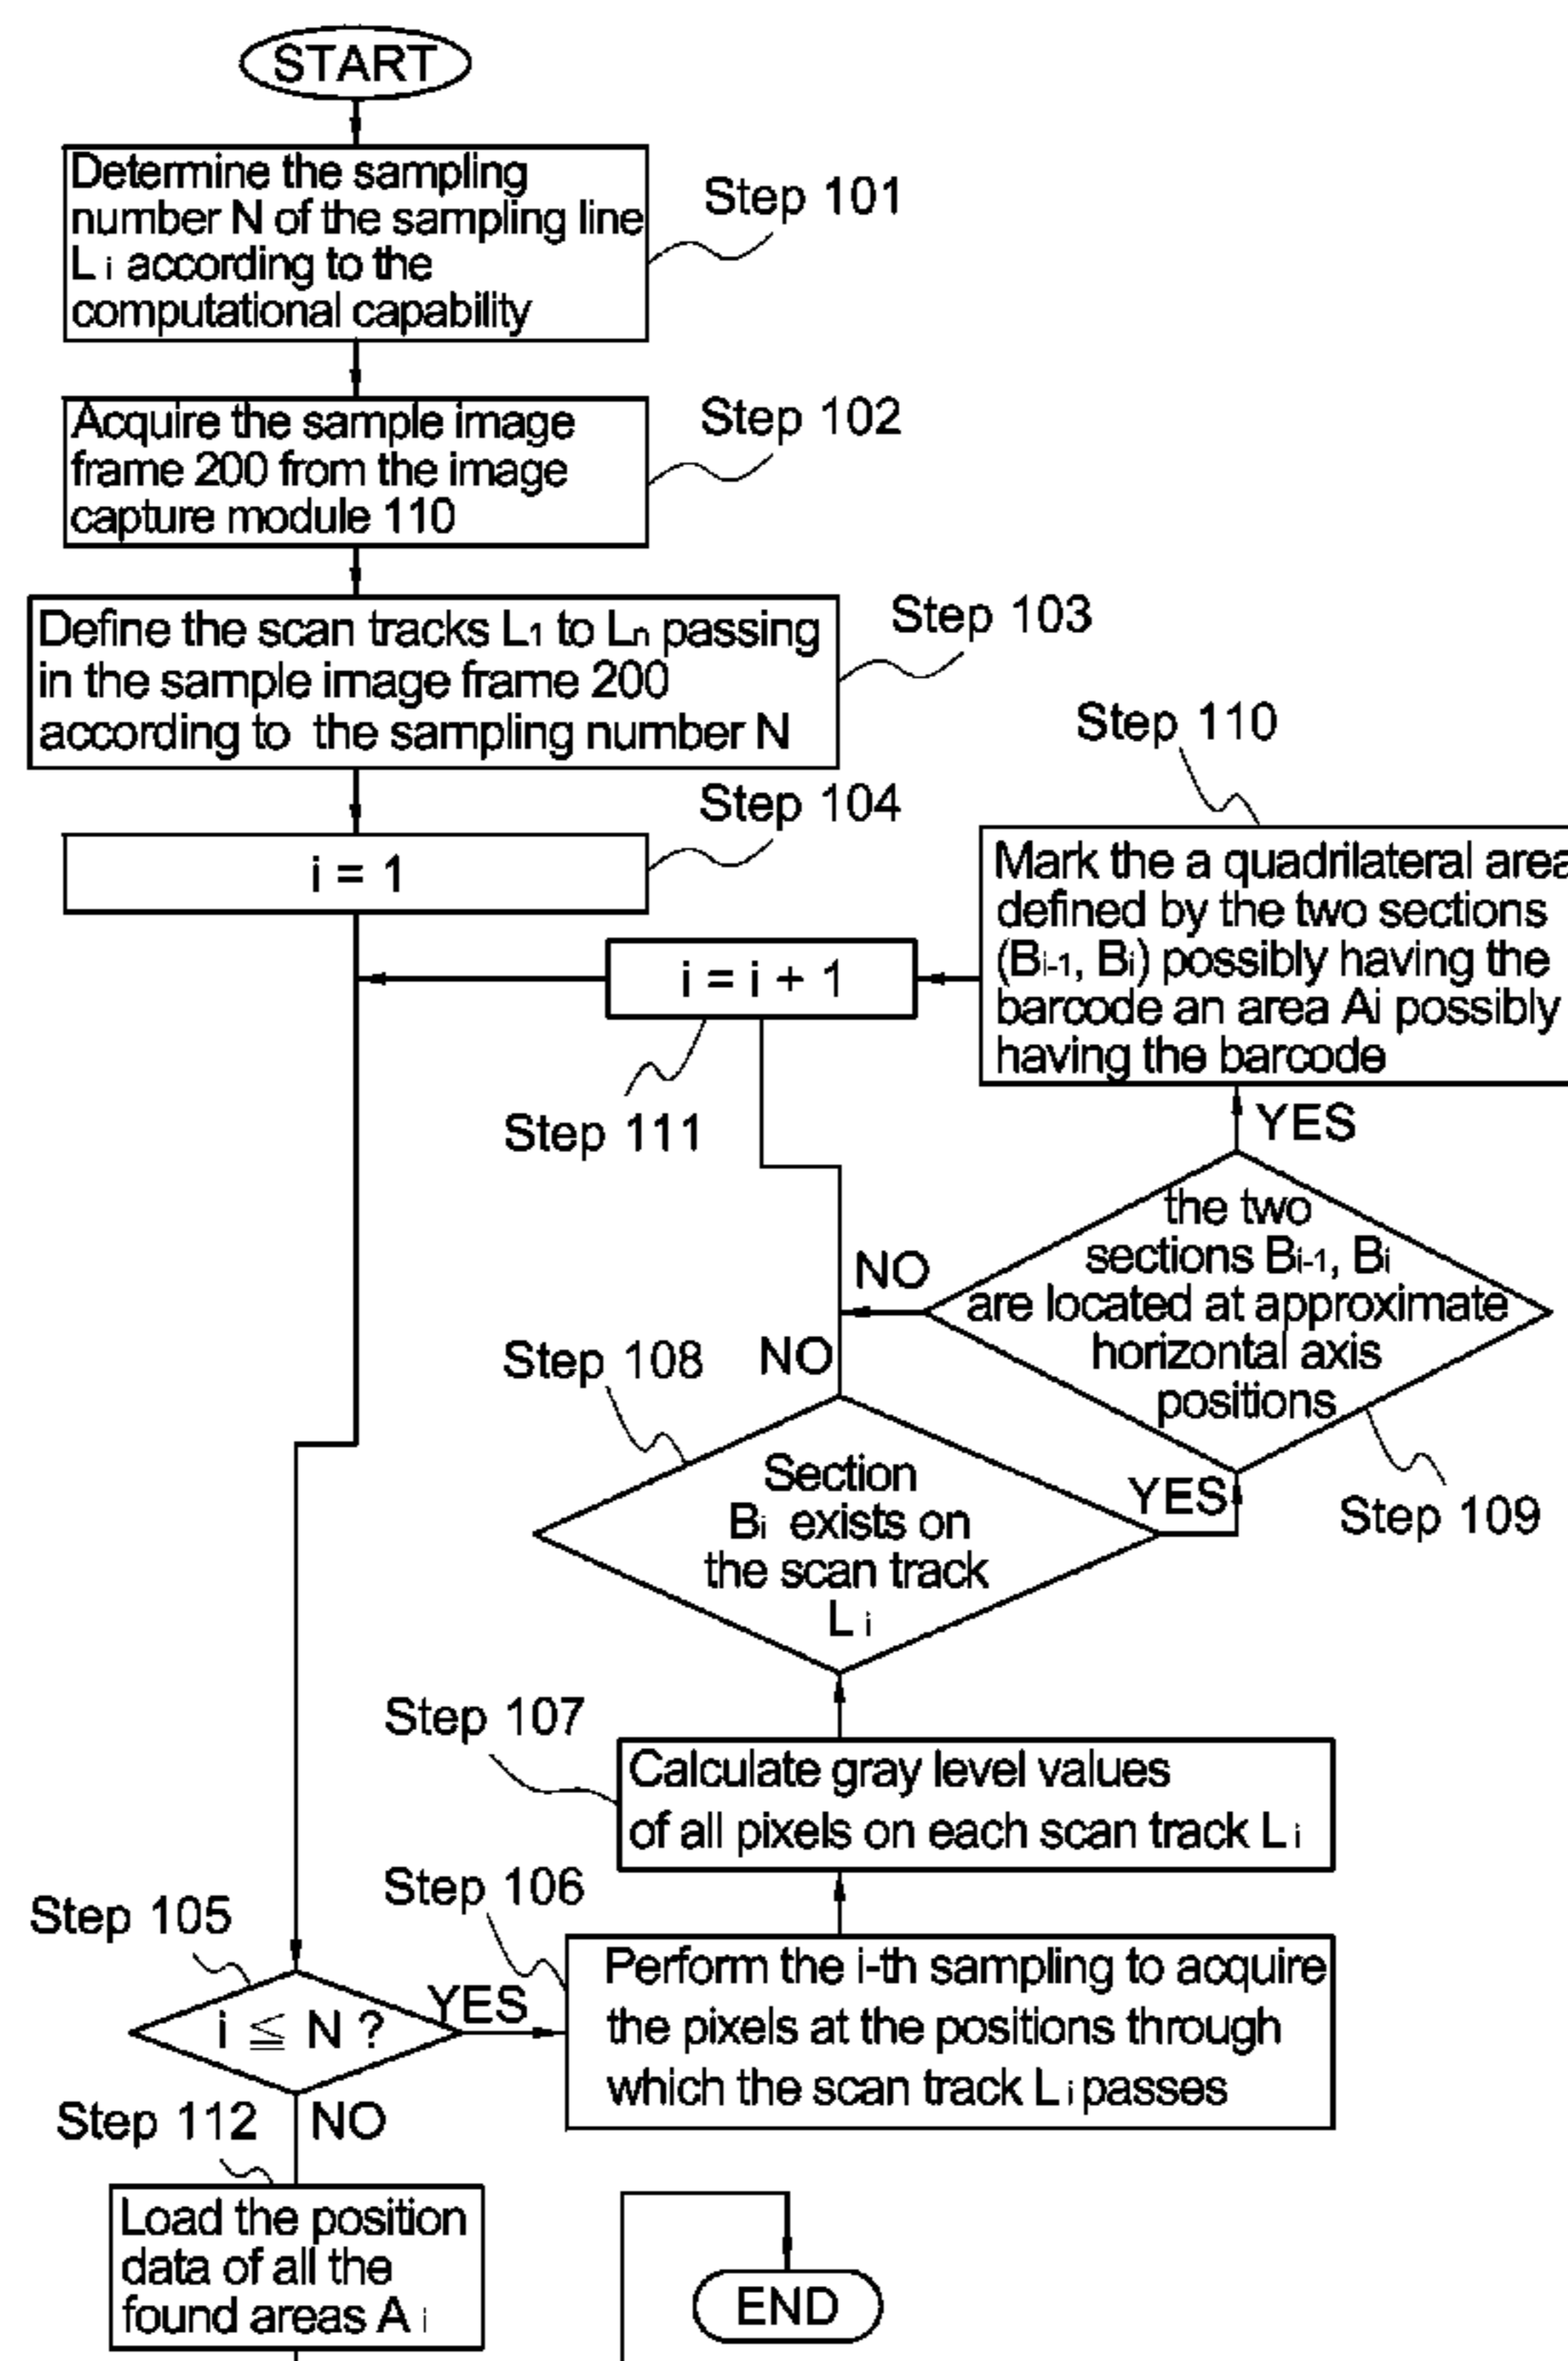 START
Determine the sampling
number N of the sampling line
L i according to the
computational capability
Step 101
Acquire the sample image
frame 200 from the image
capture module 110
Step 102
Define the scan tracks L1 to Ln passing
in the sample image frame 200
according to the sampling number N
Step 103
i = 1
Step 104
Step 110
Mark the a quadrilateral area
defined by the two sections
(Bi-1, Bi) possibly having the
barcode an area Ai possibly
having the barcode
i = i + 1
Step 111
YES
the two
sections Bi-1, Bi
are located at approximate
horizontal axis
positions
NO
Step 109
Step 108
NO
Section
Bi exists on
the scan track
L i
YES
Step 107
Calculate gray level values
of all pixels on each scan track L i
Step 106
Perform the i-th sampling to acquire
the pixels at the positions through
which the scan track L i passes
Step 105
i ≦ N ?
YES
NO
Step 112
Load the position
data of all the
found areas A i
END